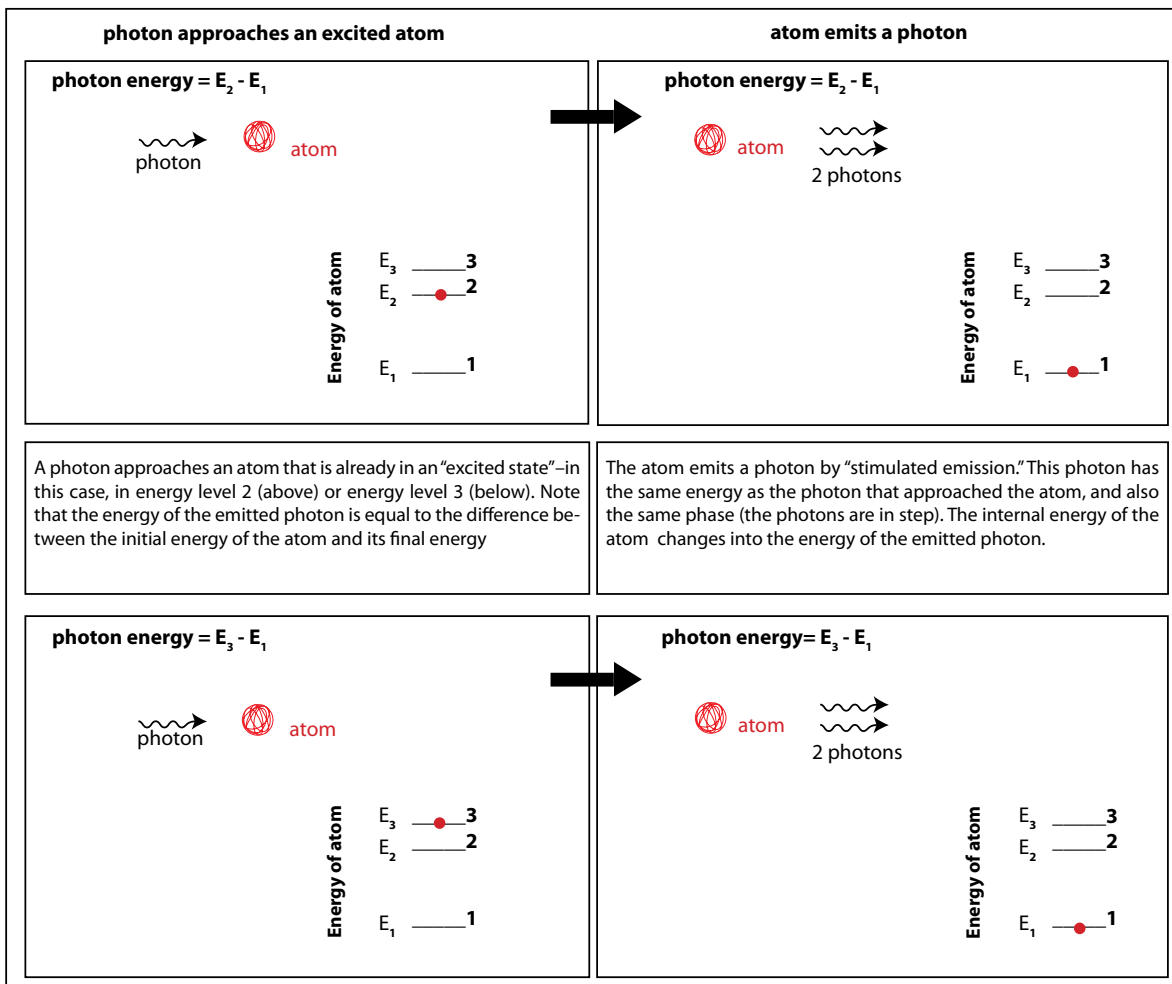 photon approaches an excited atom
atom emits a photon
photon energy = E₂ - E₁
photon
atom
Energy of atom
E₃ 3
E₂ 2
E₁ 1
photon energy = E₂ - E₁
atom
2 photons
Energy of atom
E₃ 3
E₂ 2
E₁ 1
A photon approaches an atom that is already in an “excited state”–in
this case, in energy level 2 (above) or energy level 3 (below). Note
that the energy of the emitted photon is equal to the difference be-
tween the initial energy of the atom and its final energy
The atom emits a photon by “stimulated emission.” This photon has
the same energy as the photon that approached the atom, and also
the same phase (the photons are in step). The internal energy of the
atom changes into the energy of the emitted photon.
photon energy = E₃ - E₁
photon
atom
Energy of atom
E₃ 3
E₂ 2
E₁ 1
photon energy= E₃ - E₁
atom
2 photons
Energy of atom
E₃ 3
E₂ 2
E₁ 1